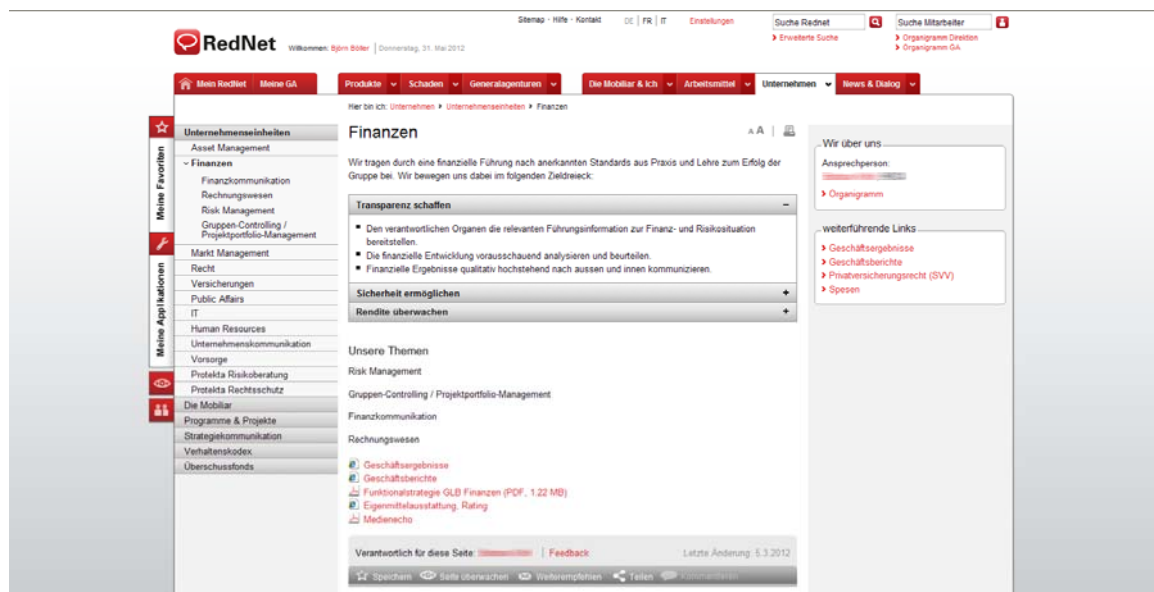 Sitemap - Hilfe - Kontakt DE | FR | IT Einstellungen
Suche Rednet Suche Mitarbeiter
Erweiterte Suche Organigramm Direktion
Organigramm GA
RedNet Willkommen: Björn Böller | Donnerstag, 31. Mai 2012
Mein RedNet Meine GA Produkte Schaden Generalagenturen Die Mobiliar & Ich Arbeitsmittel Unternehmen News & Dialog
Hier bin ich: Unternehmen Unternehmenseinheiten Finanzen
Meine Favoriten
Meine Applikationen
Unternehmenseinheiten
Asset Management
Finanzen
Finanzkommunikation
Rechnungswesen
Risk Management
Gruppen-Controlling /
Projektportfolio-Management
Markt Management
Recht
Versicherungen
Public Affairs
IT
Human Resources
Unternehmenskommunikation
Vorsorge
Protekta Risikoberatung
Protekta Rechtsschutz
Die Mobiliar
Programme & Projekte
Strategiekommunikation
Verhaltenskodex
Überschussfonds
Finanzen
A A
Wir tragen durch eine finanzielle Führung nach anerkannten Standards aus Praxis und Lehre zum Erfolg der
Gruppe bei. Wir bewegen uns dabei im folgenden Zieldreieck:
Transparenz schaffen –
Den verantwortlichen Organen die relevanten Führungsinformation zur Finanz- und Risikosituation
bereitstellen.
Die finanzielle Entwicklung vorausschauend analysieren und beurteilen.
Finanzielle Ergebnisse qualitativ hochstehend nach aussen und innen kommunizieren.
Sicherheit ermöglichen +
Rendite überwachen +
Unsere Themen
Risk Management
Gruppen-Controlling / Projektportfolio-Management
Finanzkommunikation
Rechnungswesen
Geschäftsergebnisse
Geschäftsberichte
Funktionalstrategie GLB Finanzen (PDF, 1.22 MB)
Eigenmittelausstattung, Rating
Medienecho
Verantwortlich für diese Seite: | Feedback Letzte Änderung: 5.3.2012
Speichern Seite überwachen Weiterempfehlen Teilen Kommentieren
Wir über uns
Ansprechperson:
Organigramm
weiterführende Links
Geschäftsergebnisse
Geschäftsberichte
Privatversicherungsrecht (SVV)
Spesen